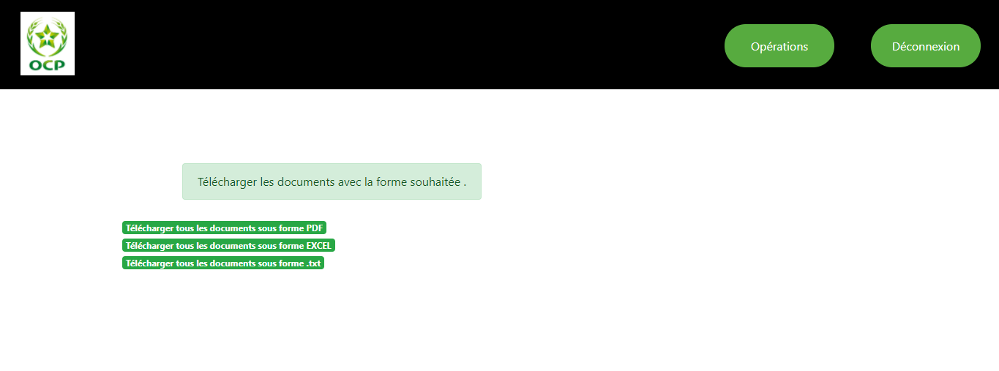 OCP
Opérations
Déconnexion
Télécharger les documents avec la forme souhaitée .
Télécharger tous les documents sous forme PDF
Télécharger tous les documents sous forme EXCEL
Télécharger tous les documents sous forme .txt